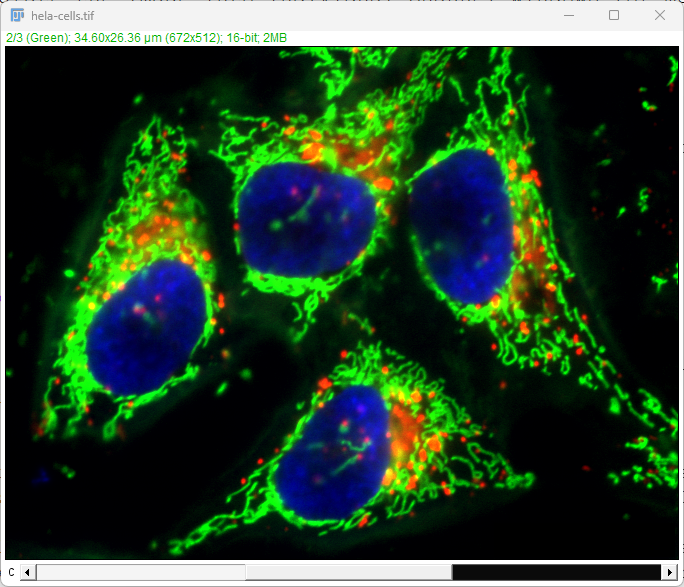 hela-cells.tif
2/3 (Green); 34.60x26.36 µm (672x512); 16-bit; 2MB
C